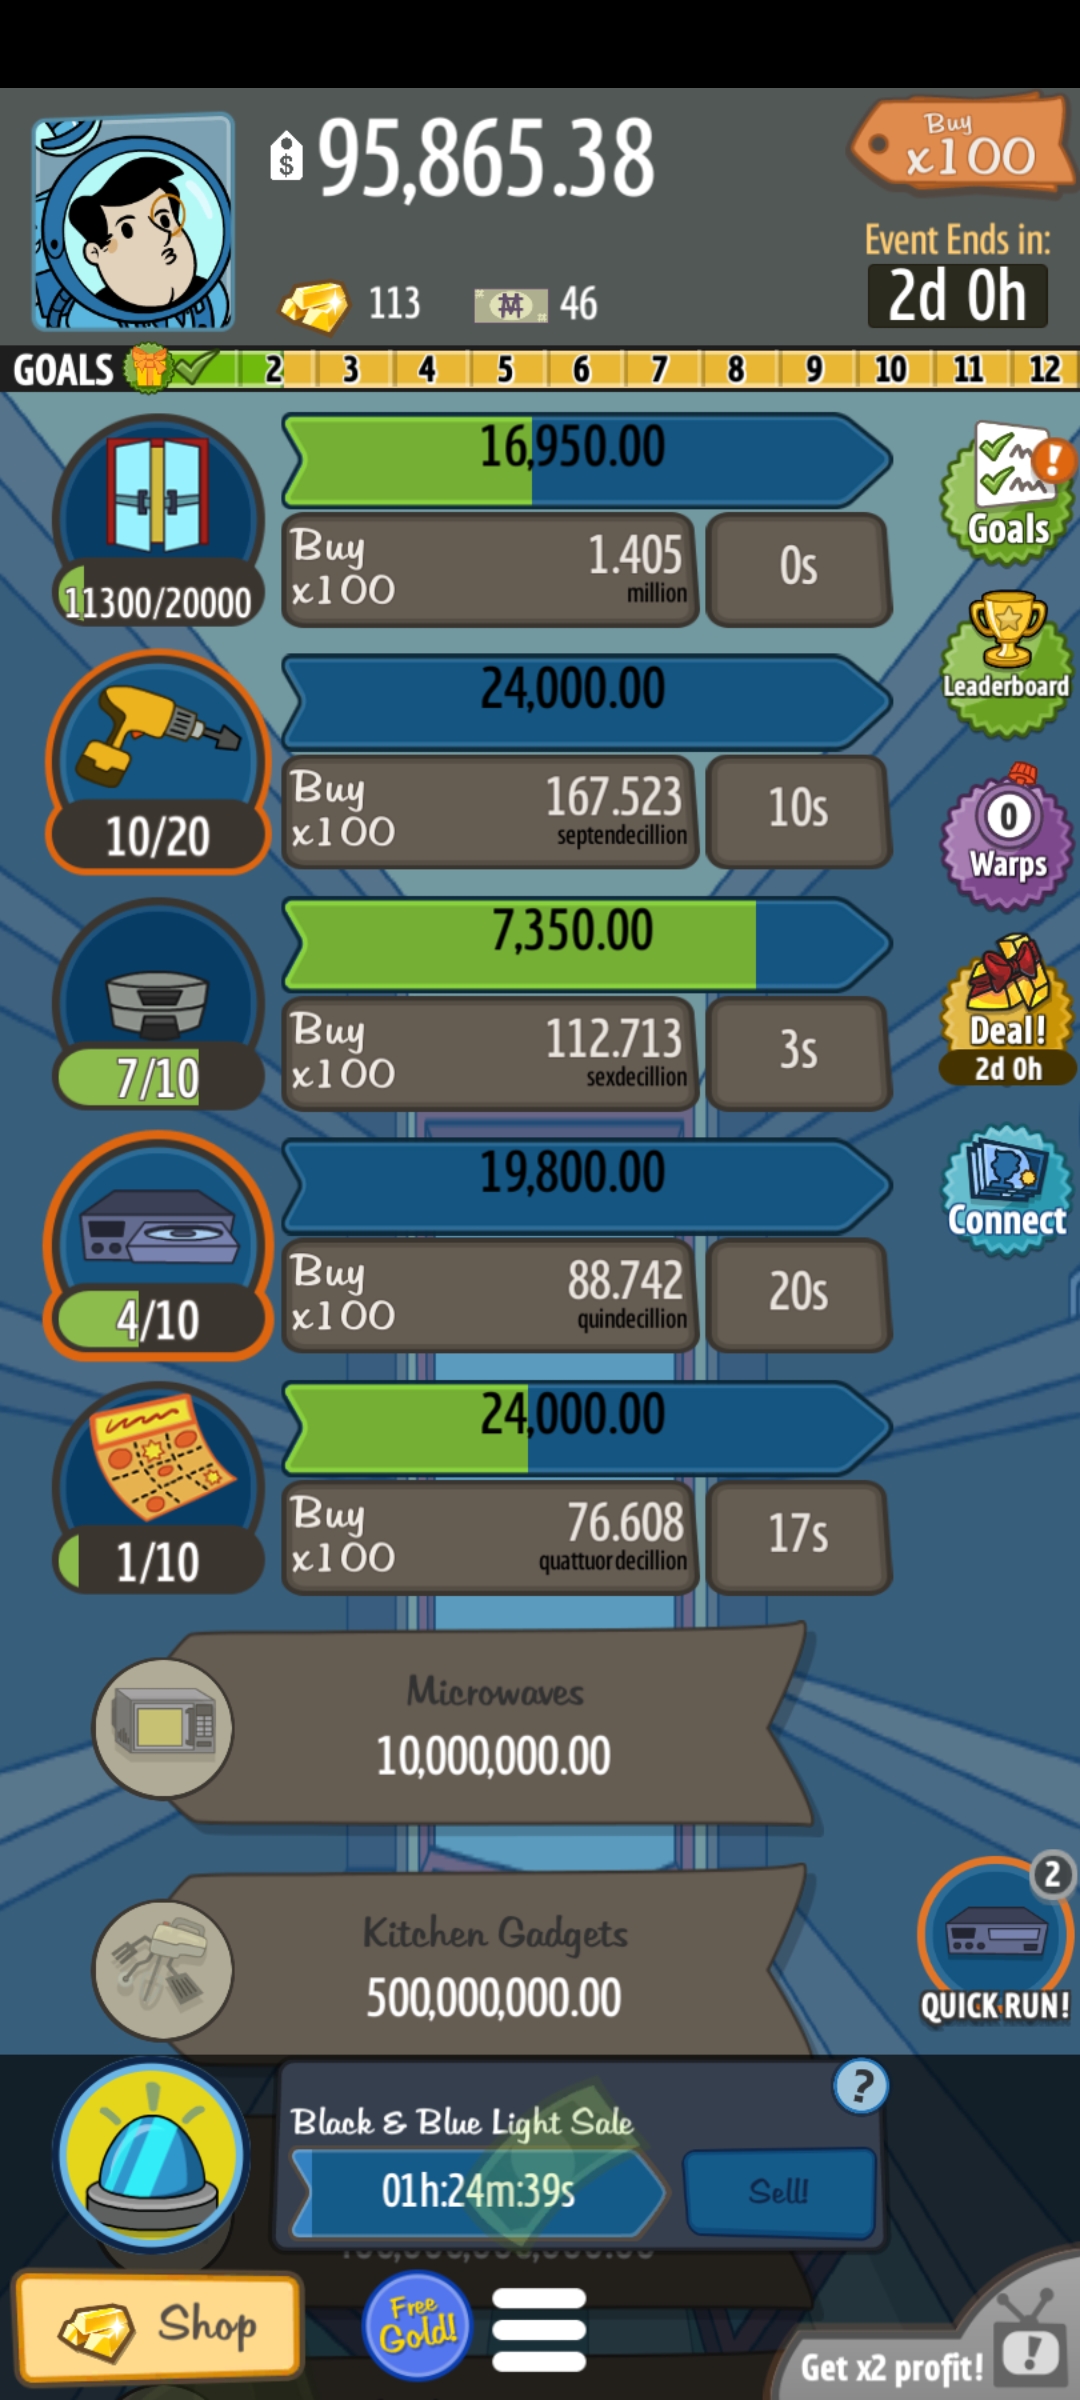 95,865.38
Buy
x100
113
46
Event Ends in:
2d 0h
GOALS 2 3 4 5 6 7 8 9 10 11 12
16,950.00
Buy
x100
1.405
million
0s
11300/20000
Goals
24,000.00
Buy
x100
167.523
septendecillion
10s
10/20
Leaderboard
0
Warps
7,350.00
Buy
x100
112.713
sexdecillion
3s
7/10
Deal!
2d 0h
19,800.00
Buy
x100
88.742
quindecillion
20s
4/10
Connect
24,000.00
Buy
x100
76.608
quattuordecillion
17s
1/10
Microwaves
10,000,000.00
Kitchen Gadgets
500,000,000.00
2
QUICK RUN!
Black & Blue Light Sale
?
01h:24m:39s
Sell!
Shop
Free
Gold!
Get x2 profit!